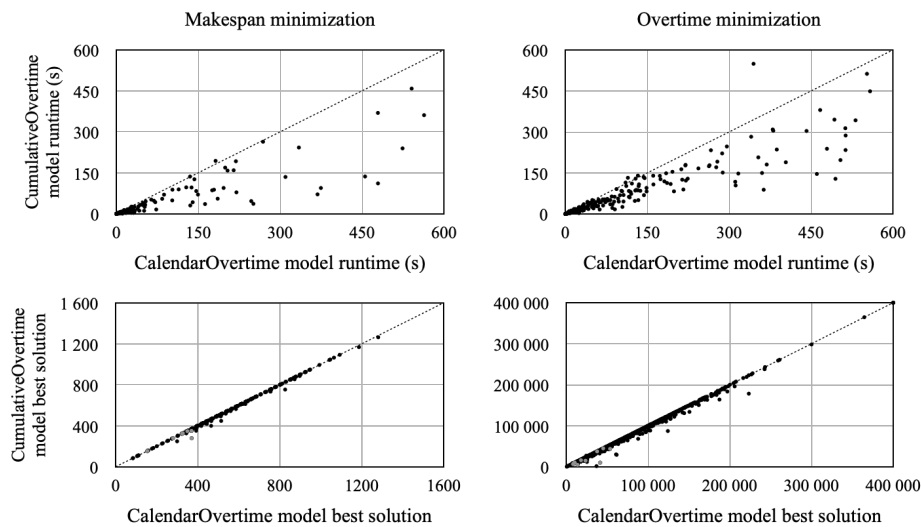 Makespan minimization
Overtime minimization
CumulativeOvertime
model runtime (s)
600
450
300
150
0
0 150 300 450 600
CalendarOvertime model runtime (s)
600
450
300
150
0
0 150 300 450 600
CalendarOvertime model runtime (s)
CumulativeOvertime
model best solution
1 600
1 200
800
400
0
0 400 800 1200 1600
CalendarOvertime model best solution
400 000
300 000
200 000
100 000
0
0 100 000 200 000 300 000 400 000
CalendarOvertime model best solution